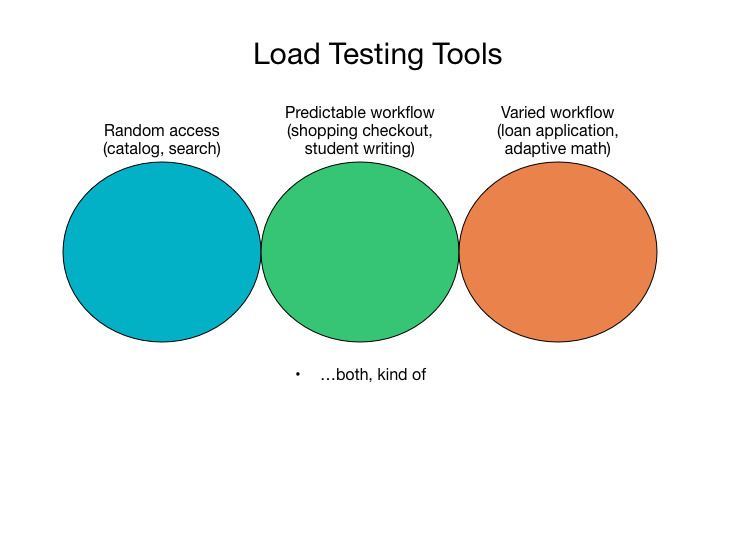 Load Testing Tools
Random access
(catalog, search)
Predictable workflow
(shopping checkout,
student writing)
Varied workflow
(loan application,
adaptive math)
• …both, kind of